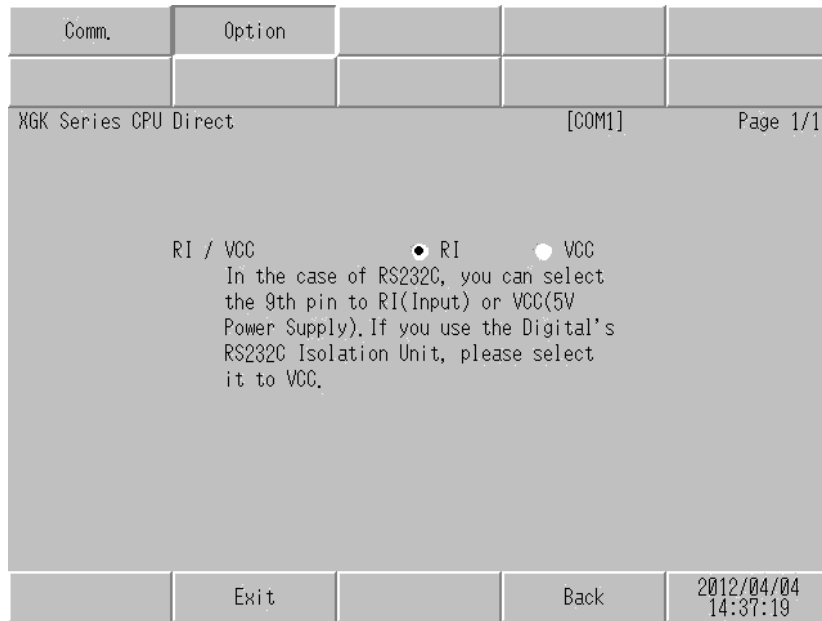 Comm. Option
XGK Series CPU Direct [COM1] Page 1/1
RI / VCC RI VCC
In the case of RS232C, you can select
the 9th pin to RI(Input) or VCC(5V
Power Supply).If you use the Digital's
RS232C Isolation Unit, please select
it to VCC.
Exit Back 2012/04/04
14:37:19